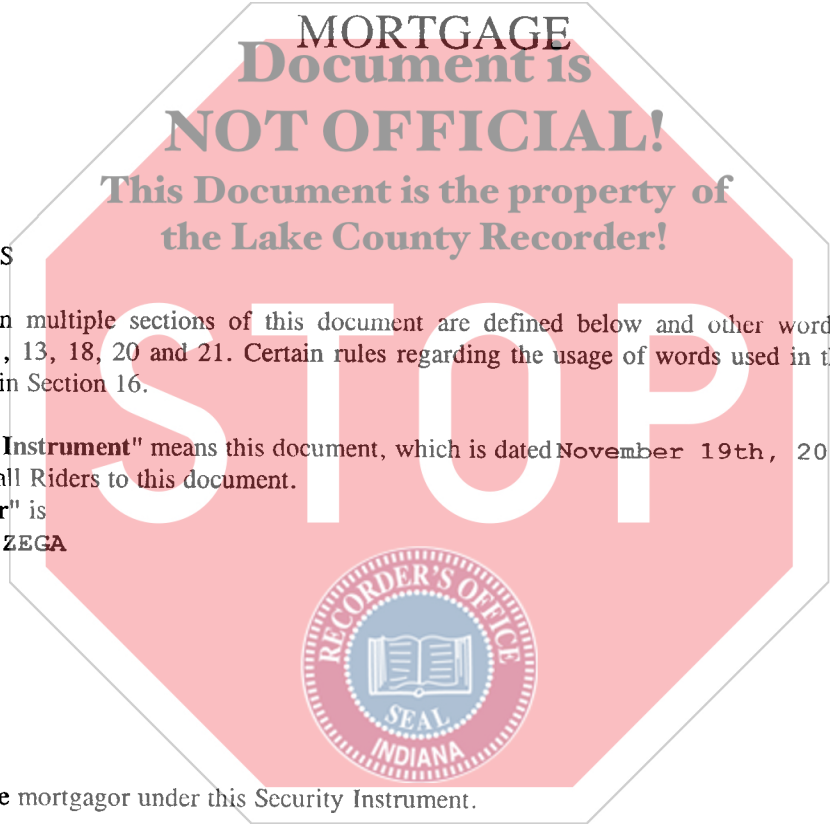 MORTGAGE
Document is
NOT OFFICIAL!
This Document is the property of
the Lake County Recorder!
S
n multiple sections of this document are defined below and other word
, 13, 18, 20 and 21. Certain rules regarding the usage of words used in t
in Section 16.
Instrument" means this document, which is dated November 19th, 20
all Riders to this document.
r" is
ZEGA
STOP
RECORDER'S OFFICE
SEAL
INDIANA
e mortgagor under this Security Instrument.